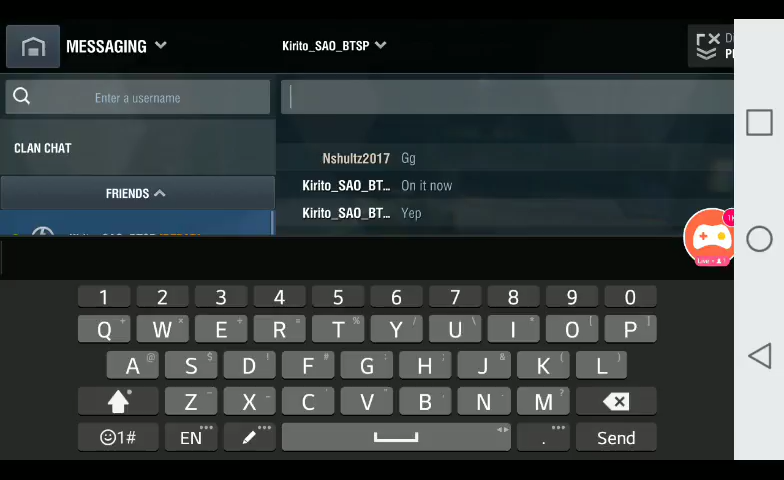 MESSAGING
Kirito_SAO_BTSP
Enter a username
CLAN CHAT
Nshultz2017 Gg
FRIENDS
Kirito_SAO_BT... On it now
Kirito_SAO_BT... Yep
Live
1 2 3 4 5 6 7 8 9 0
Q W E R T Y U I O P
A S D F G H J K L
Z X C V B N M
☺1# EN . Send